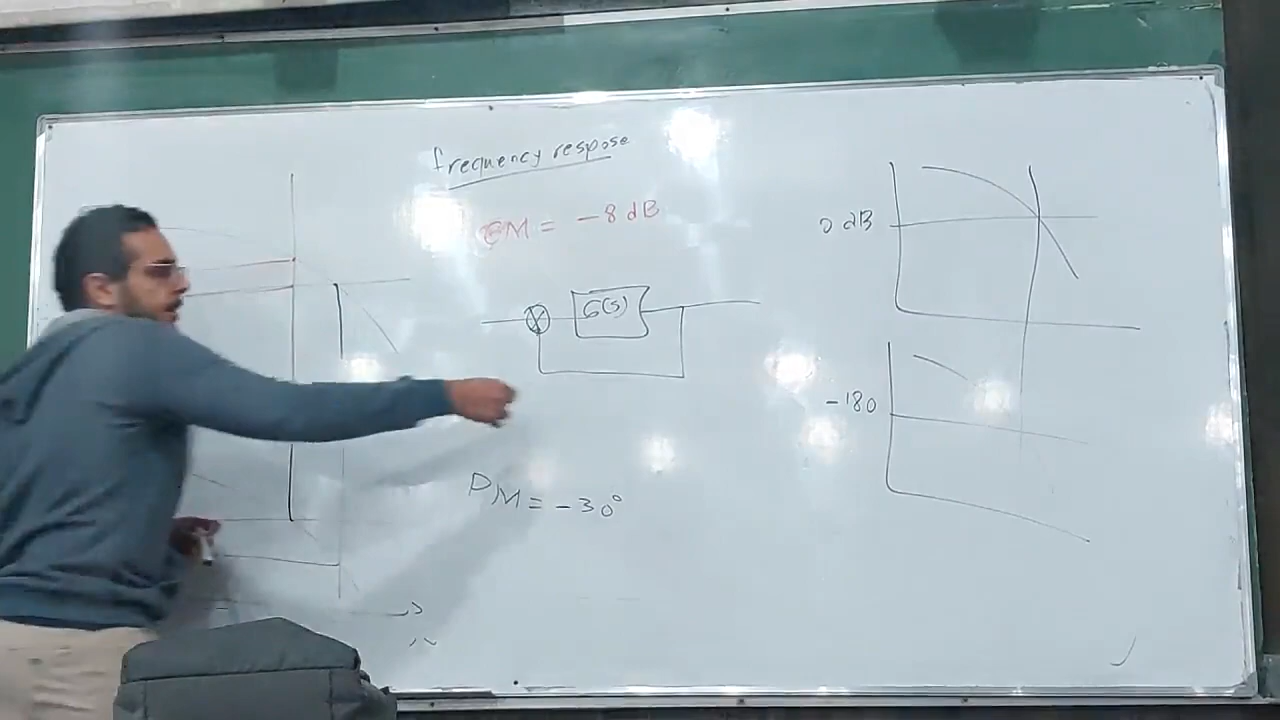 frequency respose
GM = -8 dB
0 dB
G(s)
-180
PM = -30°